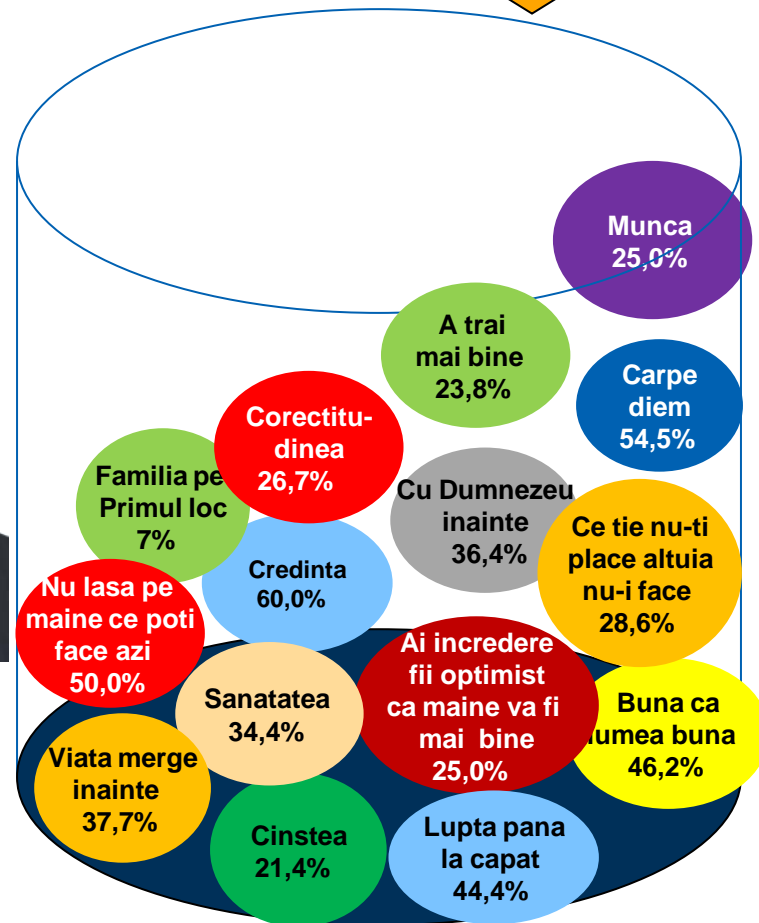 Munca
25,0%
A trai
mai bine
23,8%
Carpe
diem
54,5%
Corectitu-
dinea
26,7%
Familia pe
Primul loc
7%
Cu Dumnezeu
inainte
36,4%
Ce tie nu-ti
place altuia
nu-i face
28,6%
Credinta
60,0%
Nu lasa pe
maine ce poti
face azi
50,0%
Ai incredere
fii optimist
ca maine va fi
mai bine
25,0%
Sanatatea
34,4%
Buna ca
lumea buna
46,2%
Viata merge
inainte
37,7%
Cinstea
21,4%
Lupta pana
la capat
44,4%